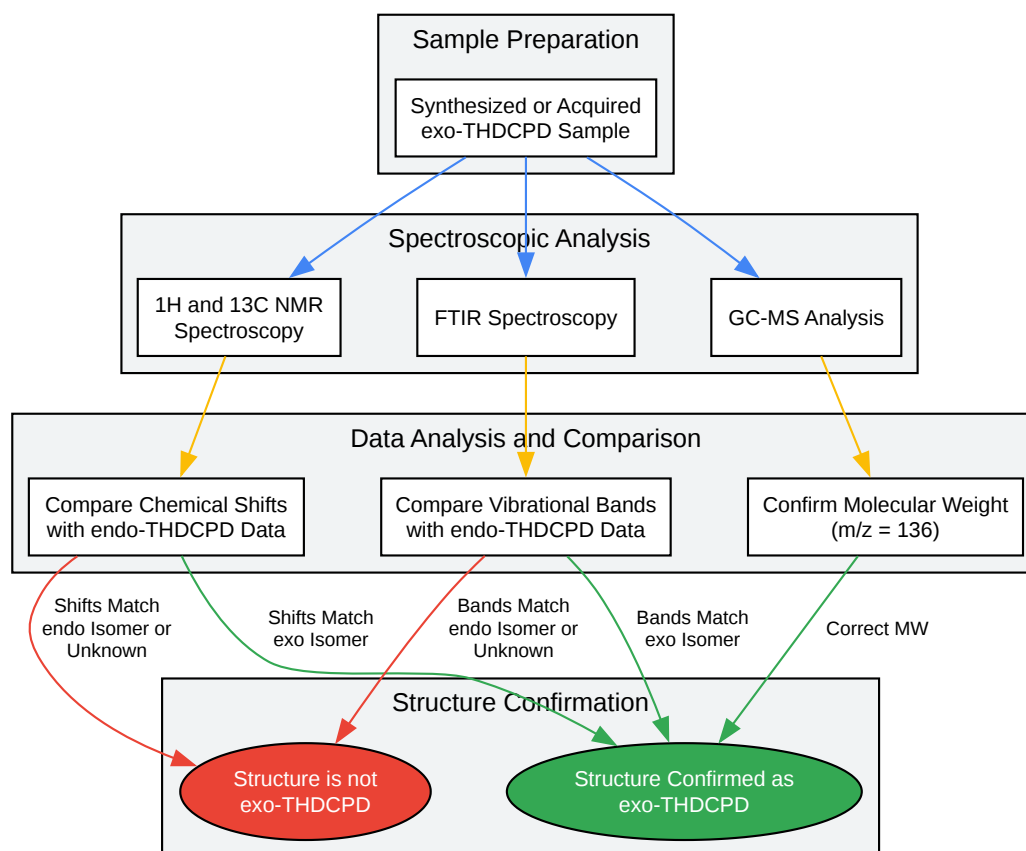 Sample Preparation
Synthesized or Acquired
exo-THDCPD Sample
Spectroscopic Analysis
1H and 13C NMR
Spectroscopy
FTIR Spectroscopy
GC-MS Analysis
Data Analysis and Comparison
Compare Chemical Shifts
with endo-THDCPD Data
Compare Vibrational Bands
with endo-THDCPD Data
Confirm Molecular Weight
(m/z = 136)
Shifts Match
endo Isomer or
Unknown
Shifts Match
exo Isomer
Bands Match
endo Isomer or
Unknown
Bands Match
exo Isomer
Correct MW
Structure Confirmation
Structure is not
exo-THDCPD
Structure Confirmed as
exo-THDCPD